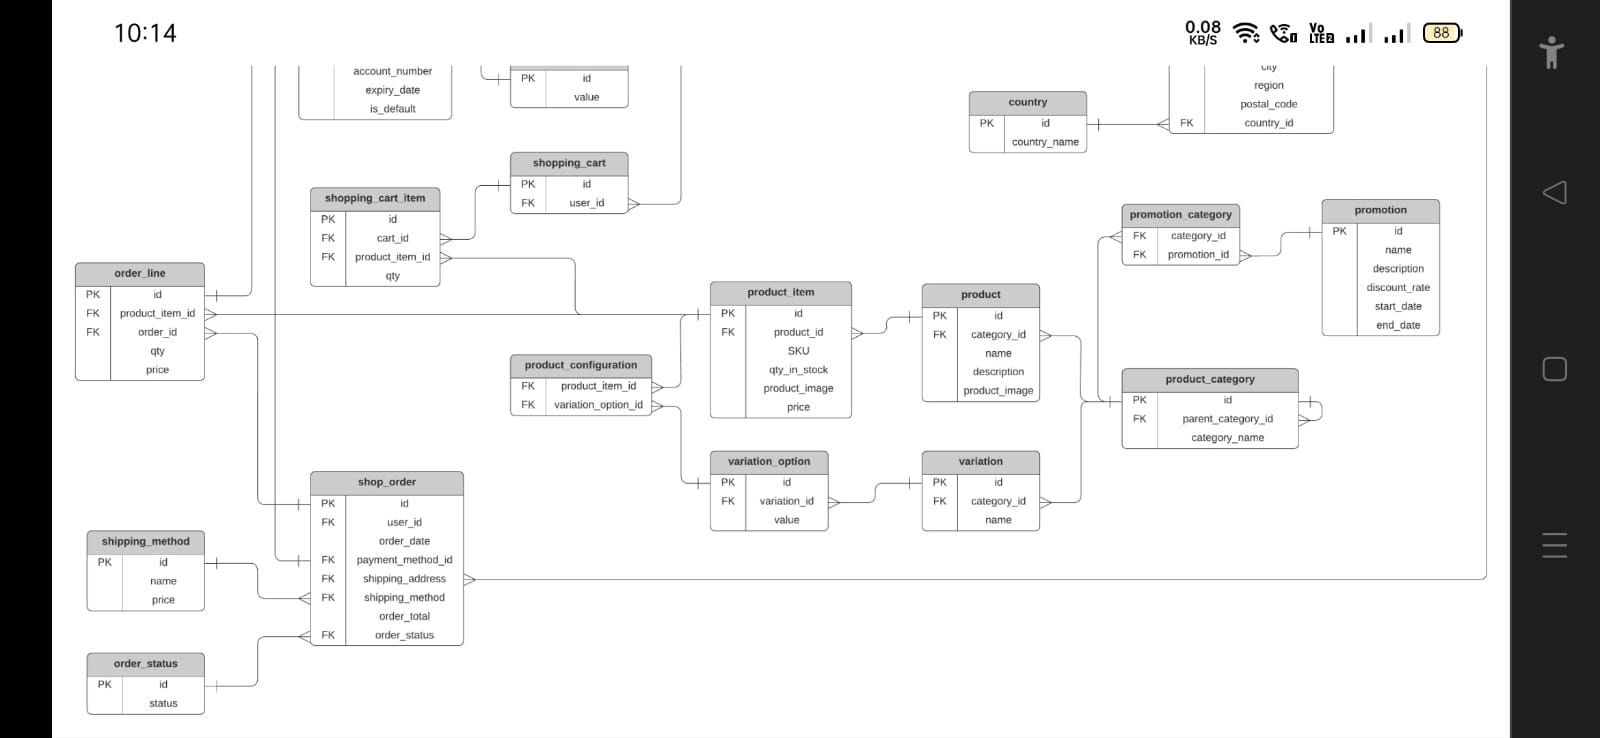 10:14
0.08 KB/S
Vo LTE2
88
account_number
expiry_date
is_default
PK id
value
city
region
postal_code
FK country_id
country
PK id
country_name
shopping_cart
PK id
FK user_id
shopping_cart_item
PK id
FK cart_id
FK product_item_id
qty
promotion_category
FK category_id
FK promotion_id
promotion
PK id
name
description
discount_rate
start_date
end_date
order_line
PK id
FK product_item_id
FK order_id
qty
price
product_item
PK id
FK product_id
SKU
qty_in_stock
product_image
price
product
PK id
FK category_id
name
description
product_image
product_configuration
FK product_item_id
FK variation_option_id
product_category
PK id
FK parent_category_id
category_name
variation_option
PK id
FK variation_id
value
variation
PK id
FK category_id
name
shop_order
PK id
FK user_id
order_date
FK payment_method_id
FK shipping_address
FK shipping_method
order_total
FK order_status
shipping_method
PK id
name
price
order_status
PK id
status